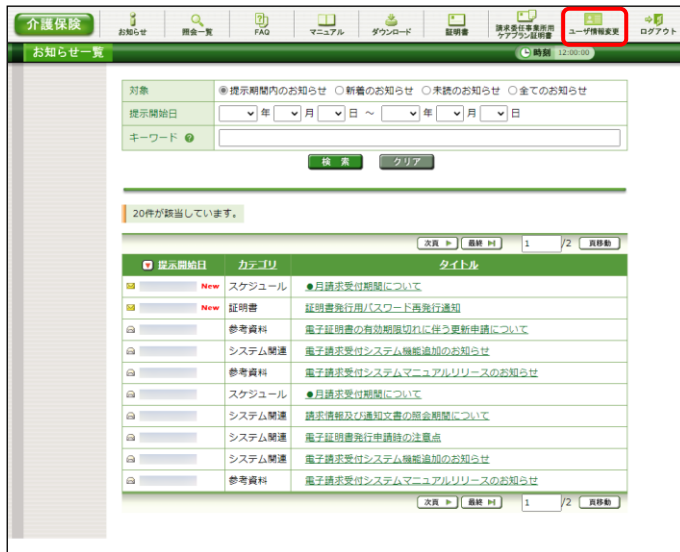 介護保険
お知らせ 照会一覧 FAQ マニュアル ダウンロード 証明書 請求委任事業所用 ケアプラン証明書 ユーザ情報変更 ログアウト
お知らせ一覧 時刻 12:00:00
対象 提示期間内のお知らせ 新着のお知らせ 未読のお知らせ 全てのお知らせ
提示開始日 年 月 日 ～ 年 月 日
キーワード ?
検 索 クリア
20件が該当しています。
次頁 最終 1 /2 頁移動
提示開始日 カテゴリ タイトル
New スケジュール ●月請求受付期間について
New 証明書 証明書発行用パスワード再発行通知
参考資料 電子証明書の有効期限切れに伴う更新申請について
システム関連 電子請求受付システム機能追加のお知らせ
参考資料 電子請求受付システムマニュアルリリースのお知らせ
スケジュール ●月請求受付期間について
システム関連 請求情報及び通知文書の照会期間について
システム関連 電子証明書発行申請時の注意点
システム関連 電子請求受付システム機能追加のお知らせ
参考資料 電子請求受付システムマニュアルリリースのお知らせ
次頁 最終 1 /2 頁移動